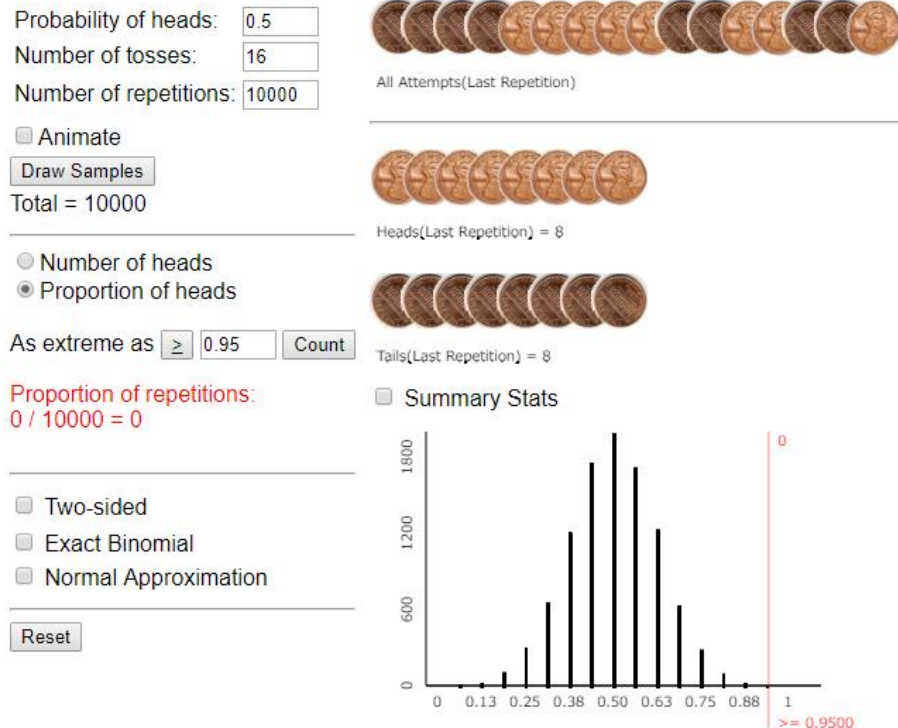 Probability of heads: 0.5
Number of tosses: 16
Number of repetitions: 10000
Animate
Draw Samples
Total = 10000
Number of heads
Proportion of heads
As extreme as ≥ 0.95 Count
Proportion of repetitions:
0 / 10000 = 0
Two-sided
Exact Binomial
Normal Approximation
Reset
All Attempts(Last Repetition)
Heads(Last Repetition) = 8
Tails(Last Repetition) = 8
Summary Stats
0
1800
1200
600
0
0 0.13 0.25 0.38 0.50 0.63 0.75 0.88 1
>= 0.9500